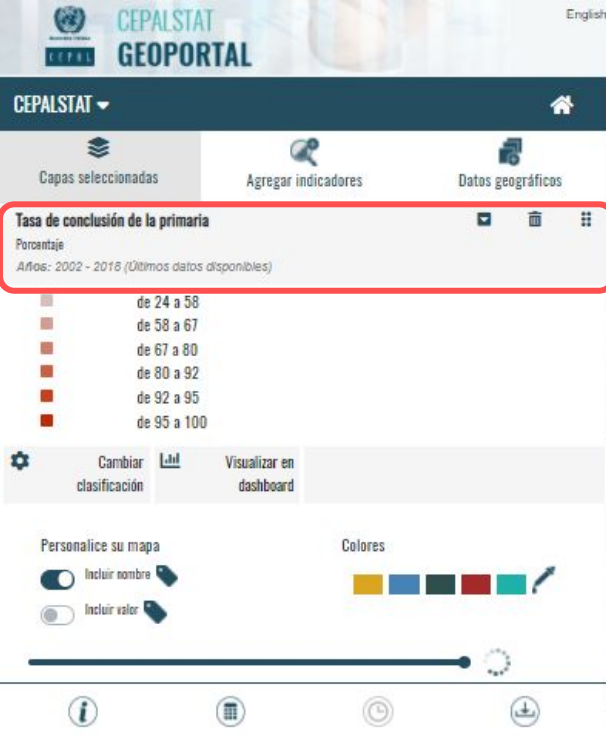 English
CEPALSTAT
GEOPORTAL
CEPAL
CEPALSTAT
Capas seleccionadas
Agregar indicadores
Datos geográficos
Tasa de conclusión de la primaria
Porcentaje
Años: 2002 - 2018 (Últimos datos disponibles)
de 24 a 58
de 58 a 67
de 67 a 80
de 80 a 92
de 92 a 95
de 95 a 100
Cambiar clasificación
Visualizar en dashboard
Personalice su mapa
Colores
Incluir nombre
Incluir valor